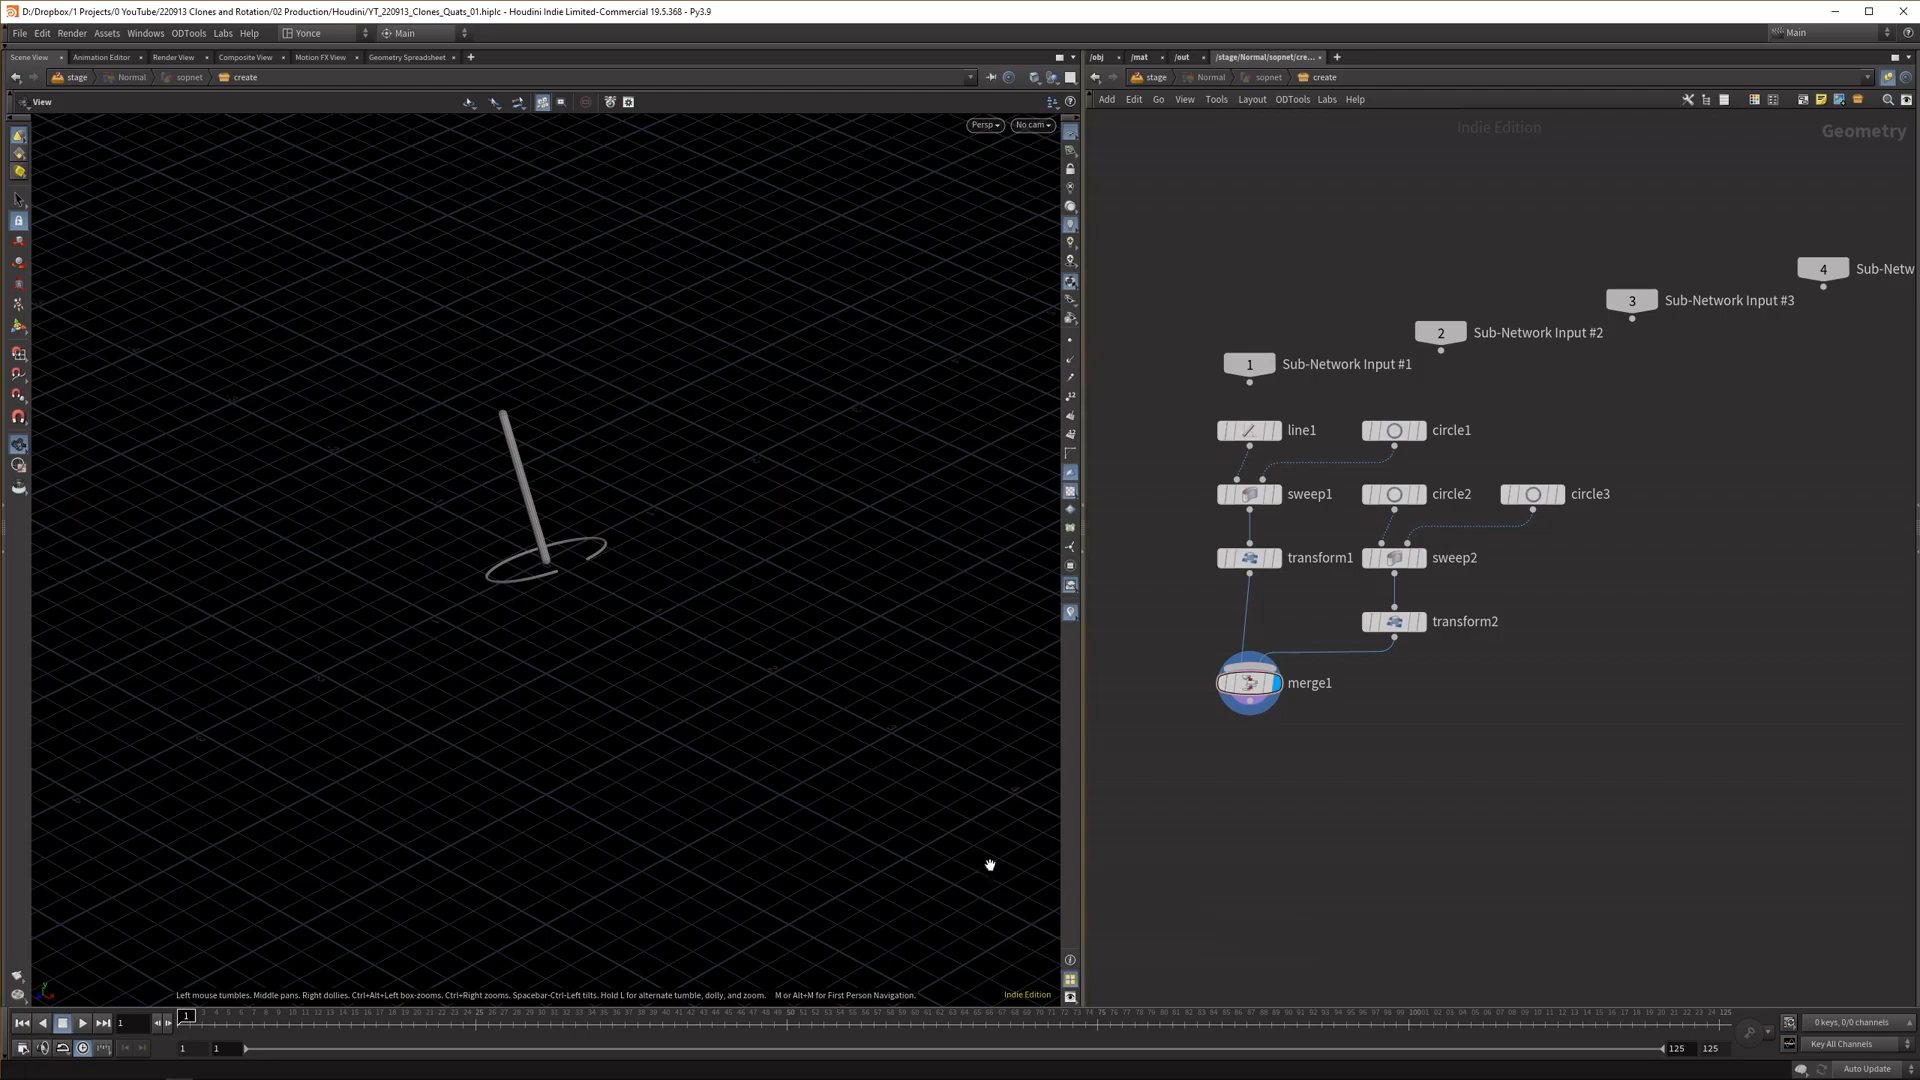 D:/Dropbox/1 Projects/0 YouTube/220913 Clones and Rotation/02 Production/Houdini/YT_220913_Clones_Quats_01.hiplc - Houdini Indie Limited-Commercial 19.5.368 - Py3.9
File Edit Render Assets Windows ODTools Labs Help Yonce Main Main
Scene View Animation Editor Render View Composite View Motion FX View Geometry Spreadsheet /obj /mat /out /stage/Normal/sopnet/cre...
stage Normal sopnet create stage Normal sopnet create
View Add Edit Go View Tools Layout ODTools Labs Help
Persp No cam
Indie Edition
Geometry
4 Sub-Netw
3 Sub-Network Input #3
2 Sub-Network Input #2
1 Sub-Network Input #1
line1 circle1
sweep1 circle2 circle3
transform1 sweep2
transform2
merge1
Left mouse tumbles. Middle pans. Right dollies. Ctrl+Alt+Left box-zooms. Ctrl+Right zooms. Spacebar-Ctrl-Left tilts. Hold L for alternate tumble, dolly, and zoom. M or Alt+M for First Person Navigation.
Indie Edition
1 1
0 keys, 0/0 channels
1 1 125 125
Key All Channels
Auto Update